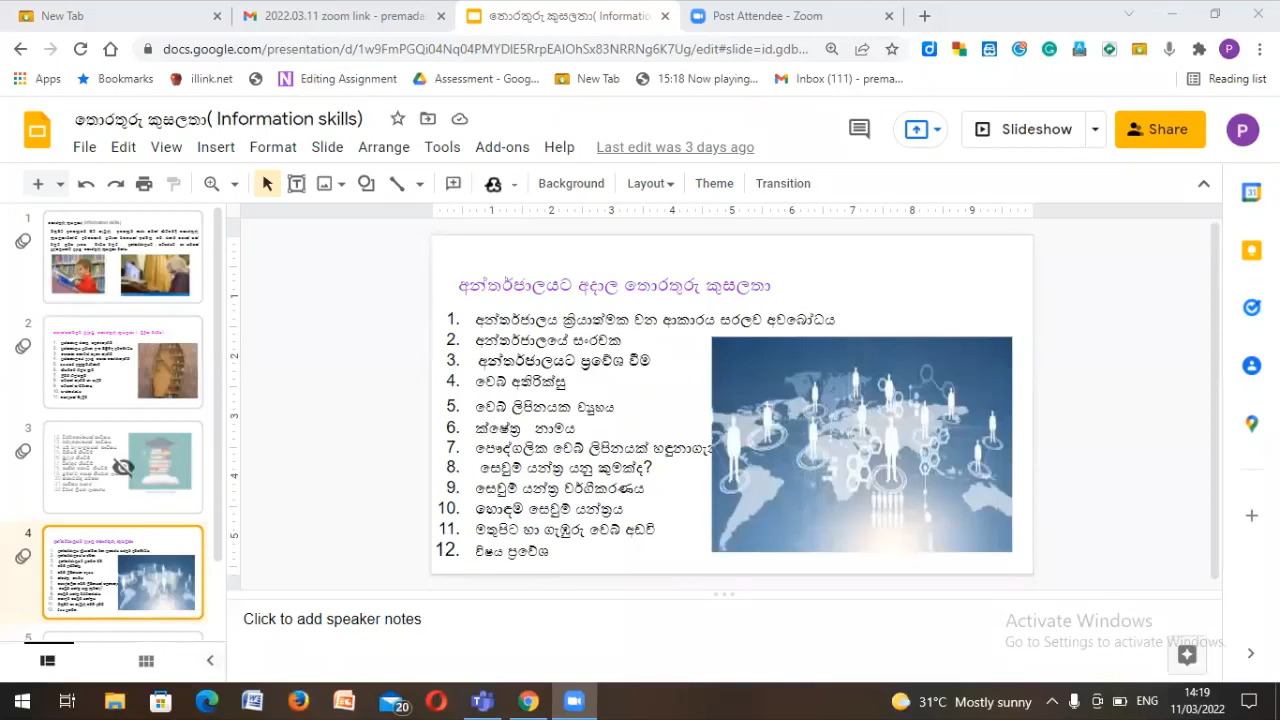 New Tab
2022.03.11 zoom link - premadas
තොරතුරු කුසලතා( Informatio
Post Attendee - Zoom
docs.google.com/presentation/d/1w9FmPGQi04Nq04PMYDlE5RrpEAIOhSx83NRRNg6K7Ug/edit#slide=id.gdb...
Apps
Bookmarks
illink.net
Editing Assignment
Assessment - Goog...
New Tab
15:18 Now playing...
Inbox (111) - prema...
Reading list
තොරතුරු කුසලතා( Information skills)
Slideshow
Share
P
File Edit View Insert Format Slide Arrange Tools Add-ons Help Last edit was 3 days ago
Background Layout Theme Transition
අන්තර්ජාලයට අදාල තොරතුරු කුසලතා
1. අන්තර්ජාලය ක්‍රියාත්මක වන ආකාරය සරලව අවබෝධය
2. අන්තර්ජාලයේ සංරචක
3. අන්තර්ජාලයට ප්‍රවේශ වීම
4. වෙබ් අතිරික්සු
5. වෙබ් ලිපිනයක ව්‍යුහය
6. ක්ෂේත්‍ර නාමය
7. පෞද්ගලික වෙබ් ලිපිනයක් හඳුනාගැන
8. සෙවුම් යන්ත්‍ර යනු කුමක්ද?
9. සෙවුම් යන්ත්‍ර වර්ගීකරණය
10. හොඳම සෙවුම් යන්ත්‍රය
11. මතුපිට හා ගැඹුරු වෙබ් අඩවි
12. විෂය ප්‍රවේශ
1
2
3
4
5
Click to add speaker notes
Activate Windows
Go to Settings to activate Windows.
31°C Mostly sunny
ENG
14:19
11/03/2022
20